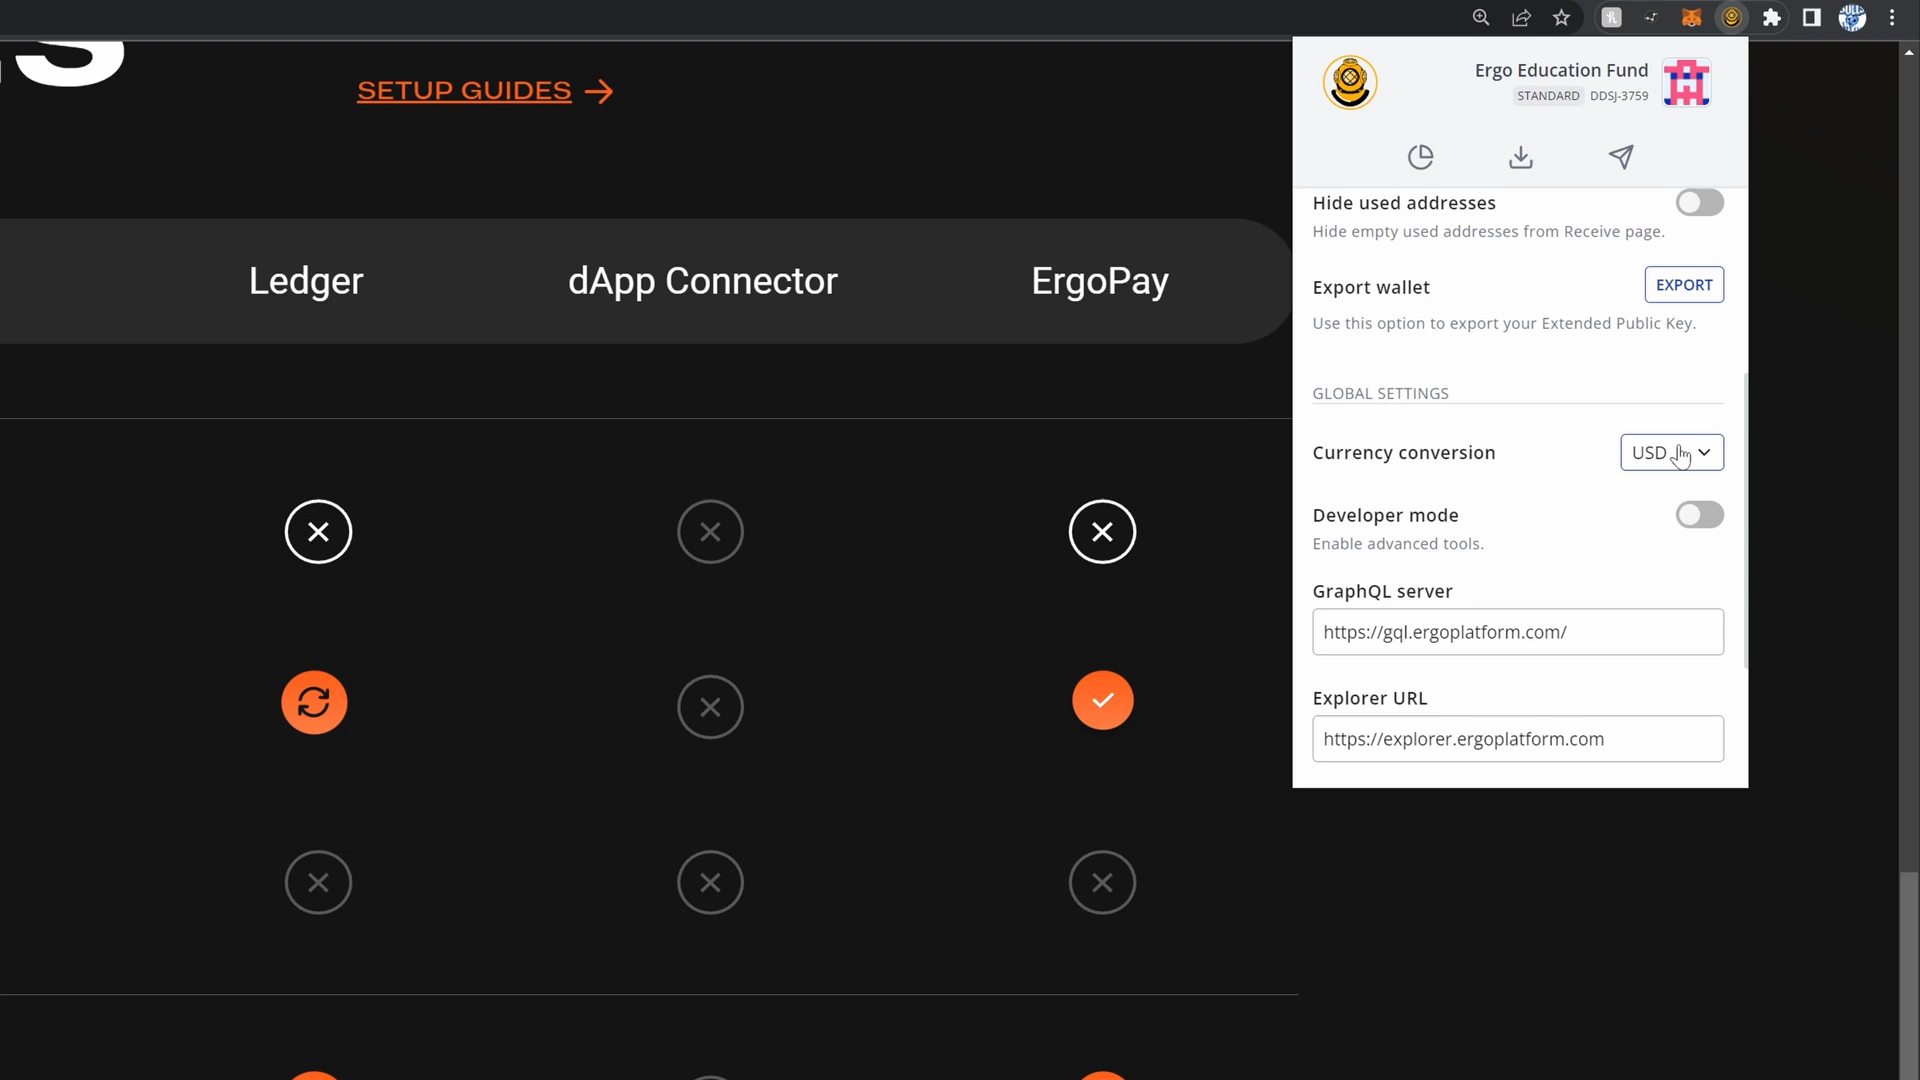 SETUP GUIDES
Ledger
dApp Connector
ErgoPay
Ergo Education Fund
STANDARD DDSJ-3759
Hide used addresses
Hide empty used addresses from Receive page.
Export wallet
EXPORT
Use this option to export your Extended Public Key.
GLOBAL SETTINGS
Currency conversion
USD
Developer mode
Enable advanced tools.
GraphQL server
https://gql.ergoplatform.com/
Explorer URL
https://explorer.ergoplatform.com